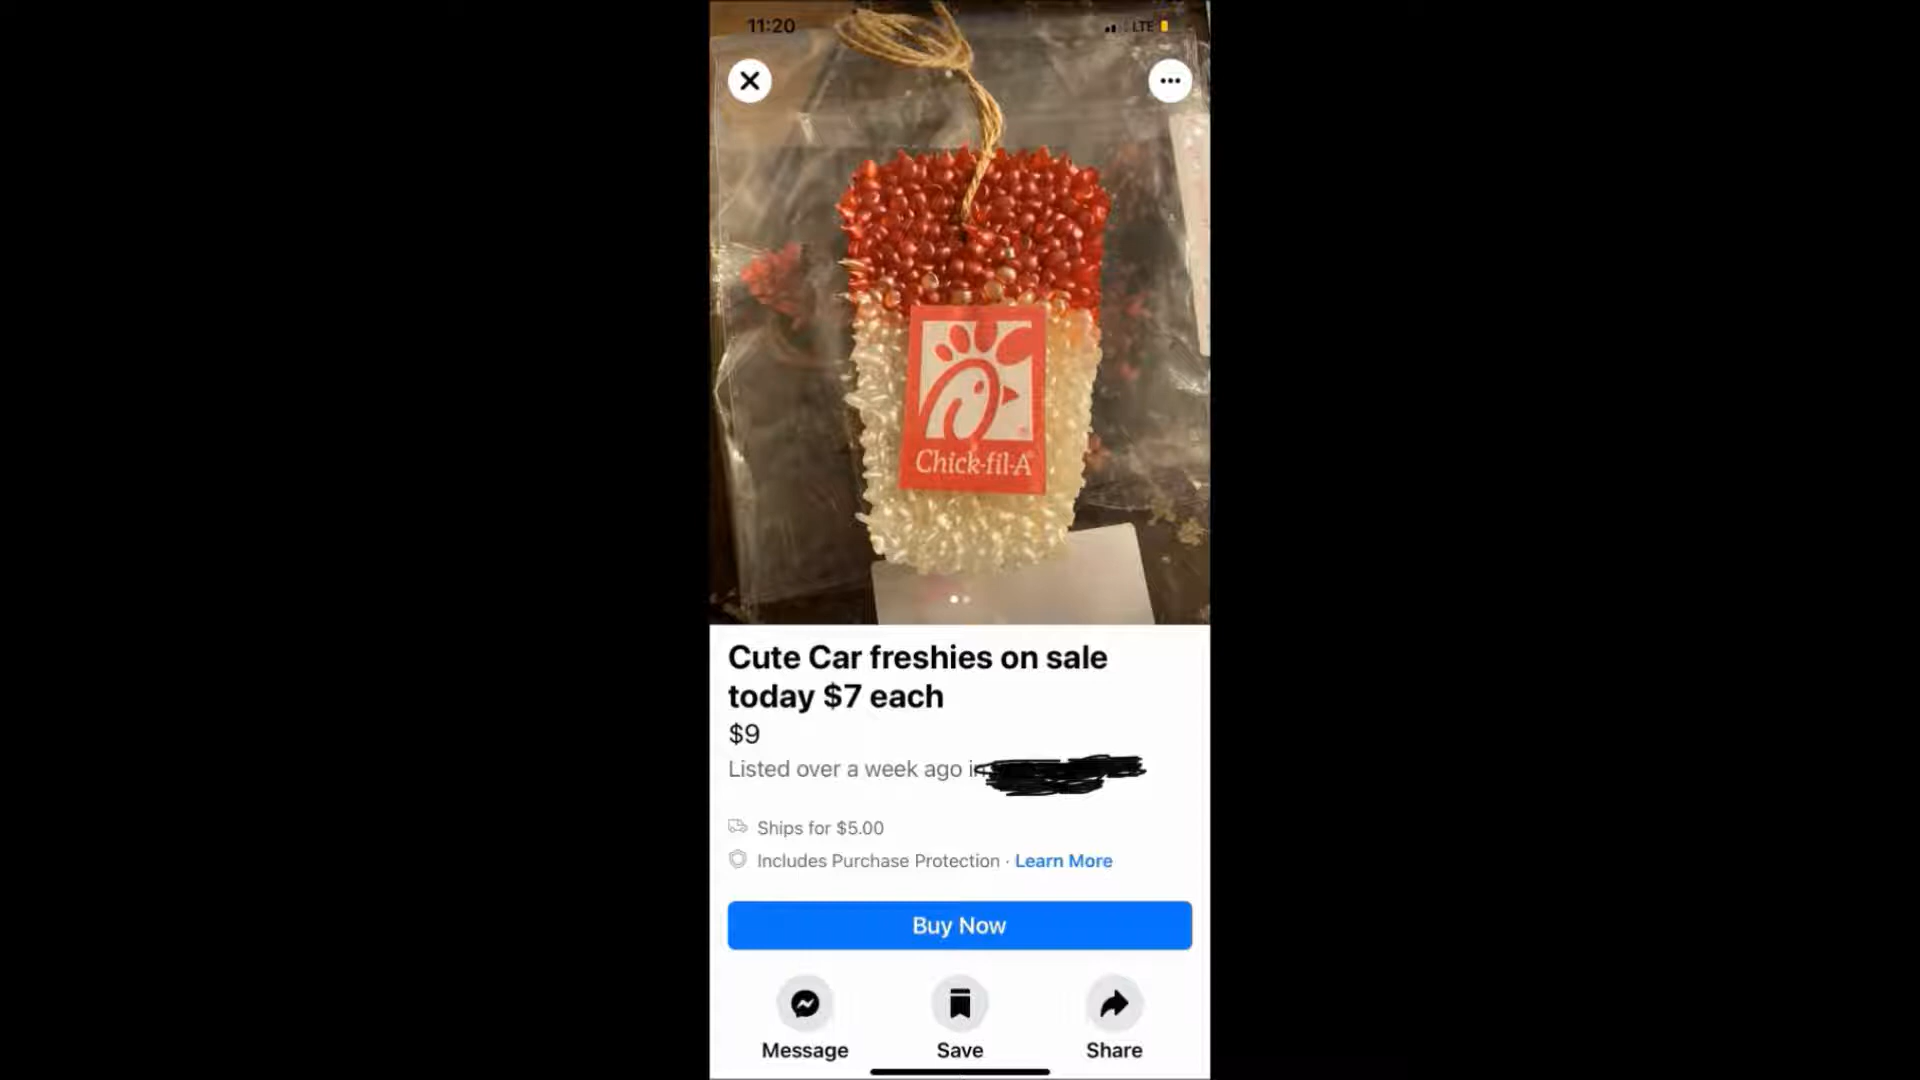 11:20
LTE
Chick-fil-A
Cute Car freshies on sale
today $7 each
$9
Listed over a week ago in
Ships for $5.00
Includes Purchase Protection · Learn More
Buy Now
Message Save Share